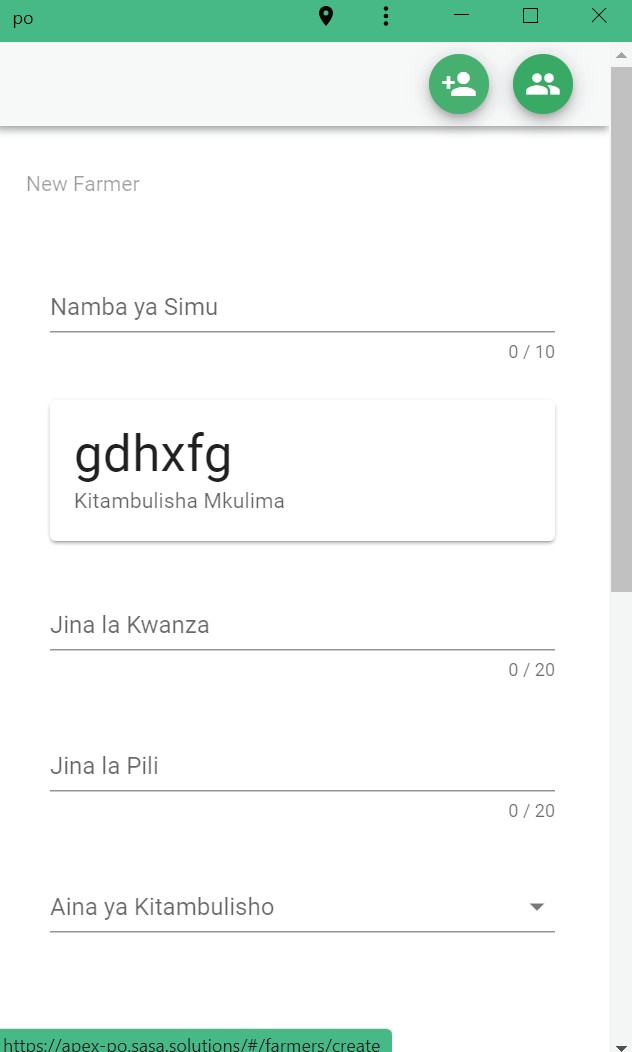 po
New Farmer
Namba ya Simu
0 / 10
gdhxfg
Kitambulisha Mkulima
Jina la Kwanza
0 / 20
Jina la Pili
0 / 20
Aina ya Kitambulisho
https://apex-po.sasa.solutions/#/farmers/create